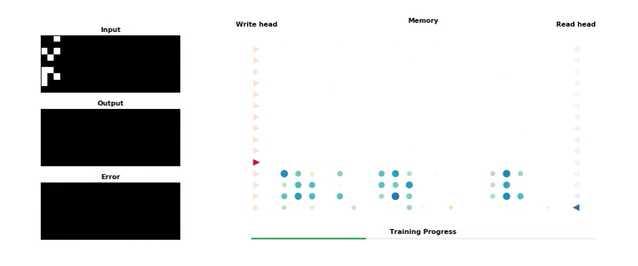 Write head
Memory
Read head
Input
Output
Error
Training Progress